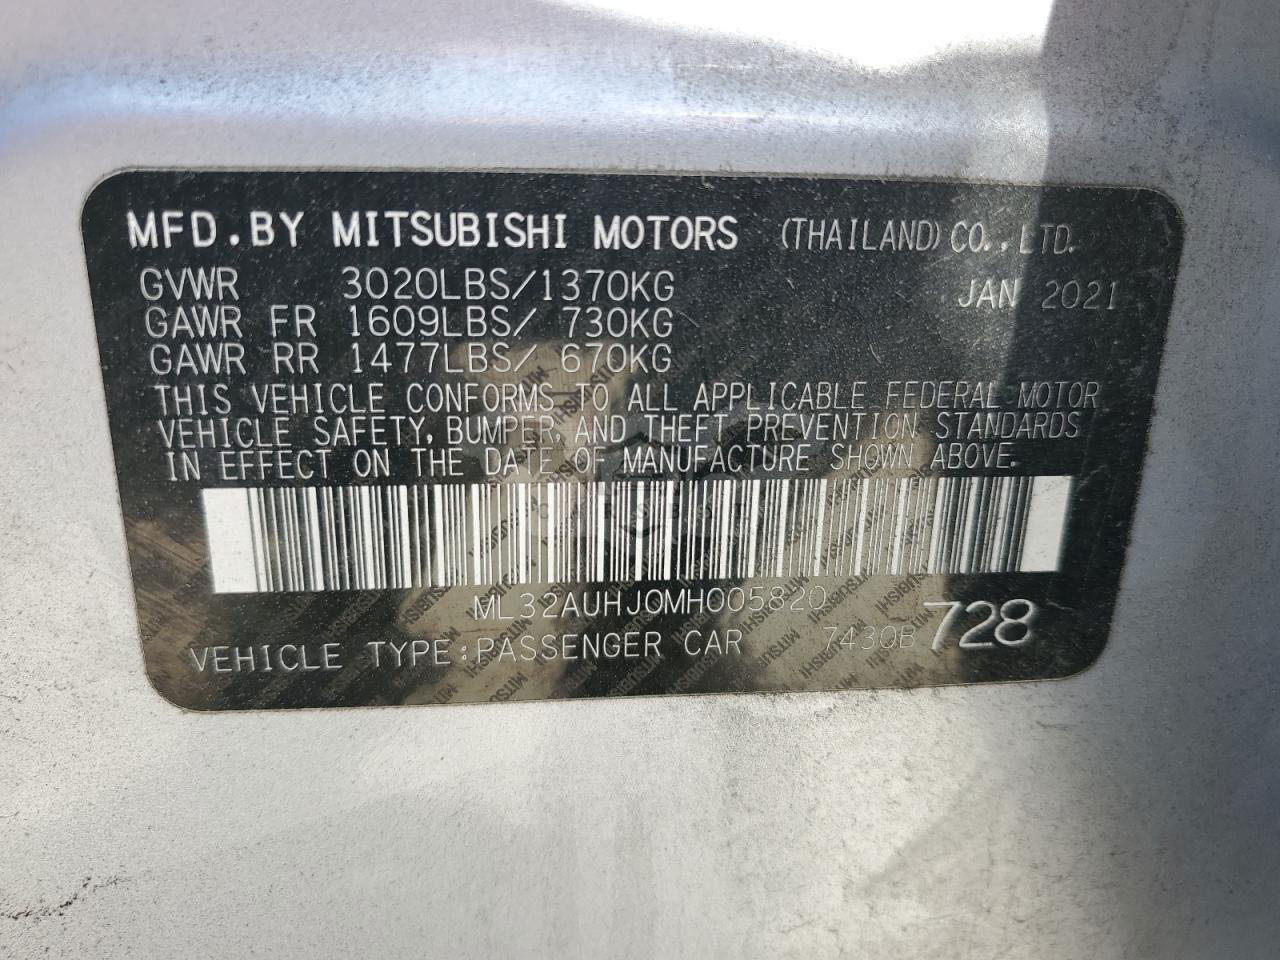 MFD.BY MITSUBISHI MOTORS (THAILAND) CO.,LTD.
GVWR 3020LBS/1370KG JAN 2021
GAWR FR 1609LBS/ 730KG
GAWR RR 1477LBS/ 670KG
THIS VEHICLE CONFORMS TO ALL APPLICABLE FEDERAL MOTOR
VEHICLE SAFETY, BUMPER, AND THEFT PREVENTION STANDARDS
IN EFFECT ON THE DATE OF MANUFACTURE SHOWN ABOVE.
ML32AUHJ0MH005820
VEHICLE TYPE:PASSENGER CAR 7430B 728